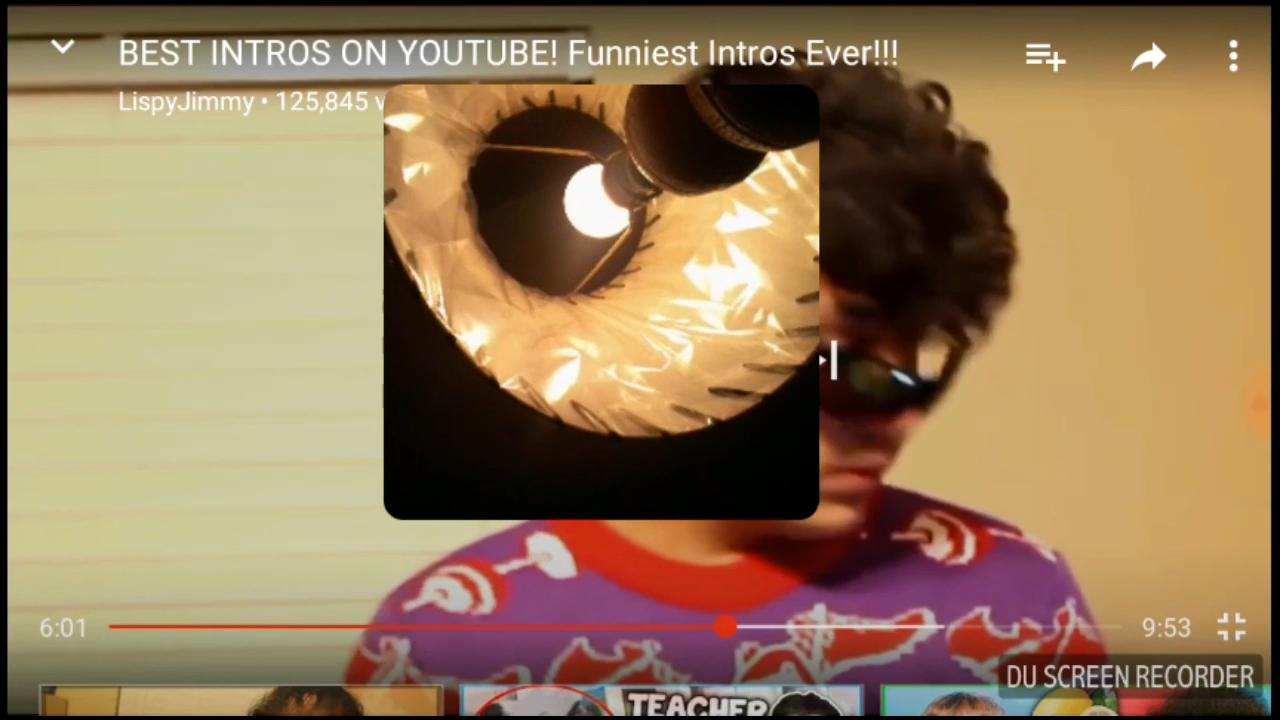 BEST INTROS ON YOUTUBE! Funniest Intros Ever!!!
LispyJimmy • 125,845 v
6:01
9:53
DU SCREEN RECORDER
TEACHER